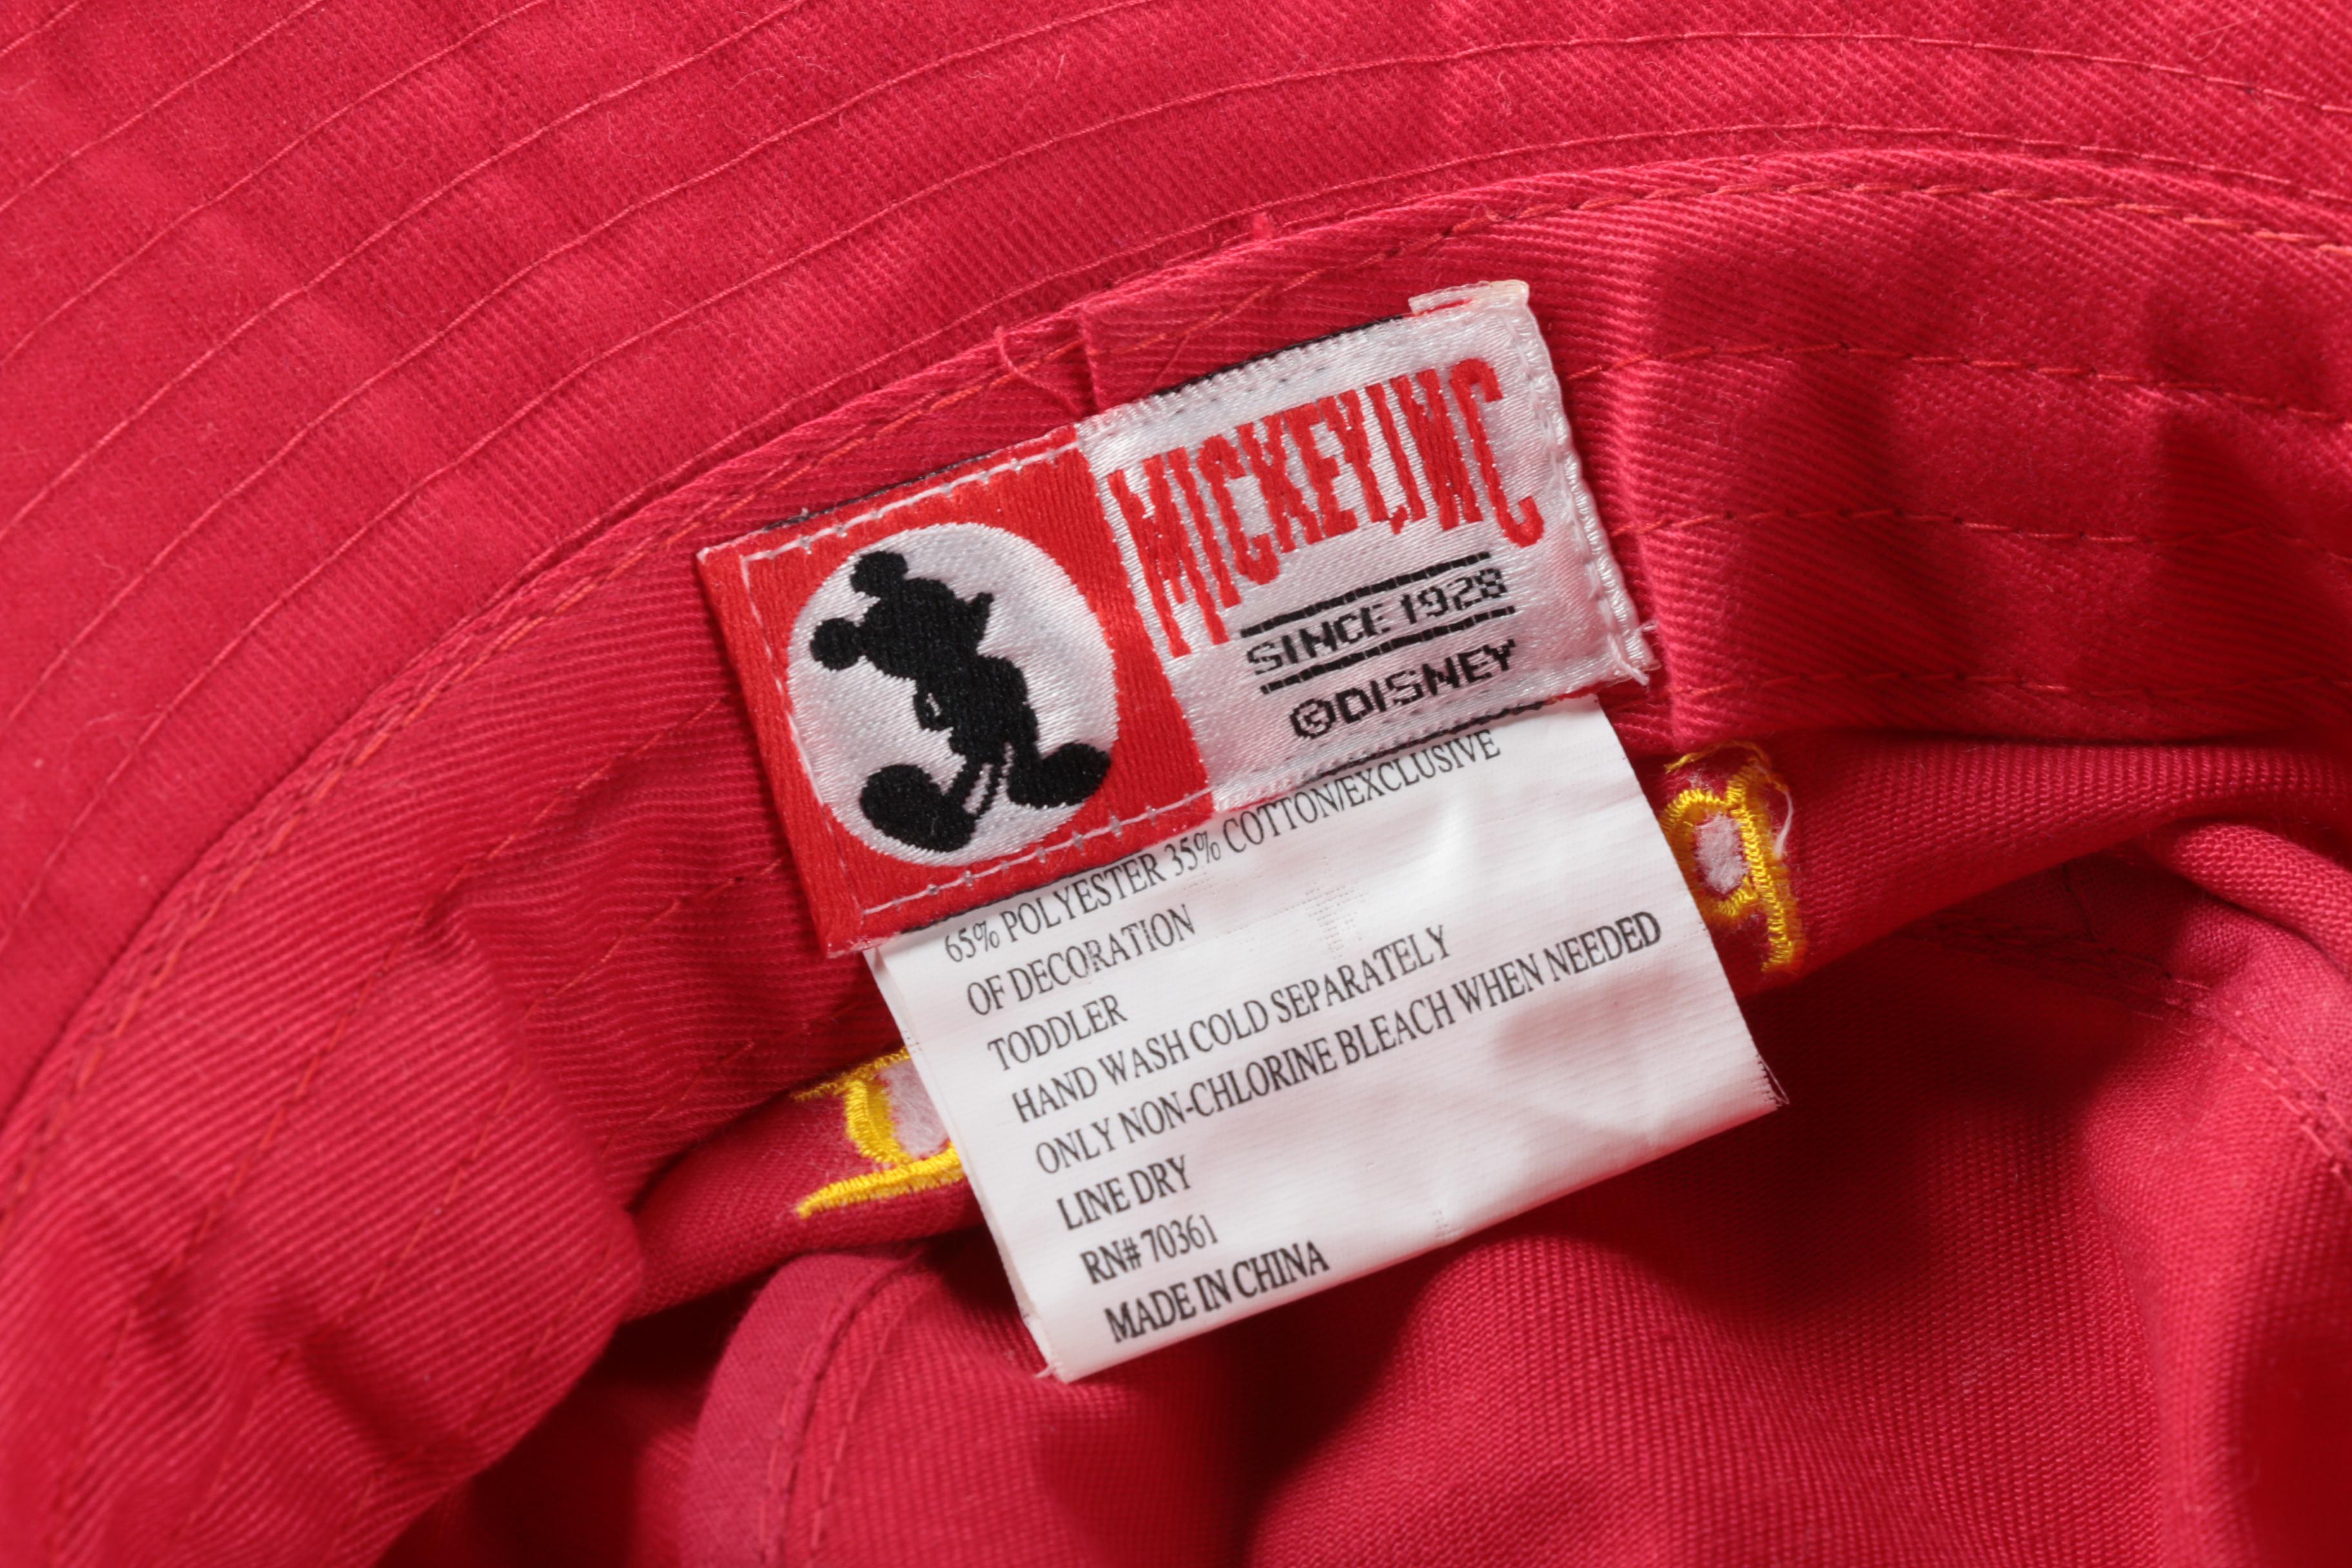 MICKEY,INC
SINCE 1928
©DISNEY
65% POLYESTER 35% COTTON/EXCLUSIVE
OF DECORATION
TODDLER
HAND WASH COLD SEPARATELY
ONLY NON-CHLORINE BLEACH WHEN NEEDED
LINE DRY
RN# 70361
MADE IN CHINA